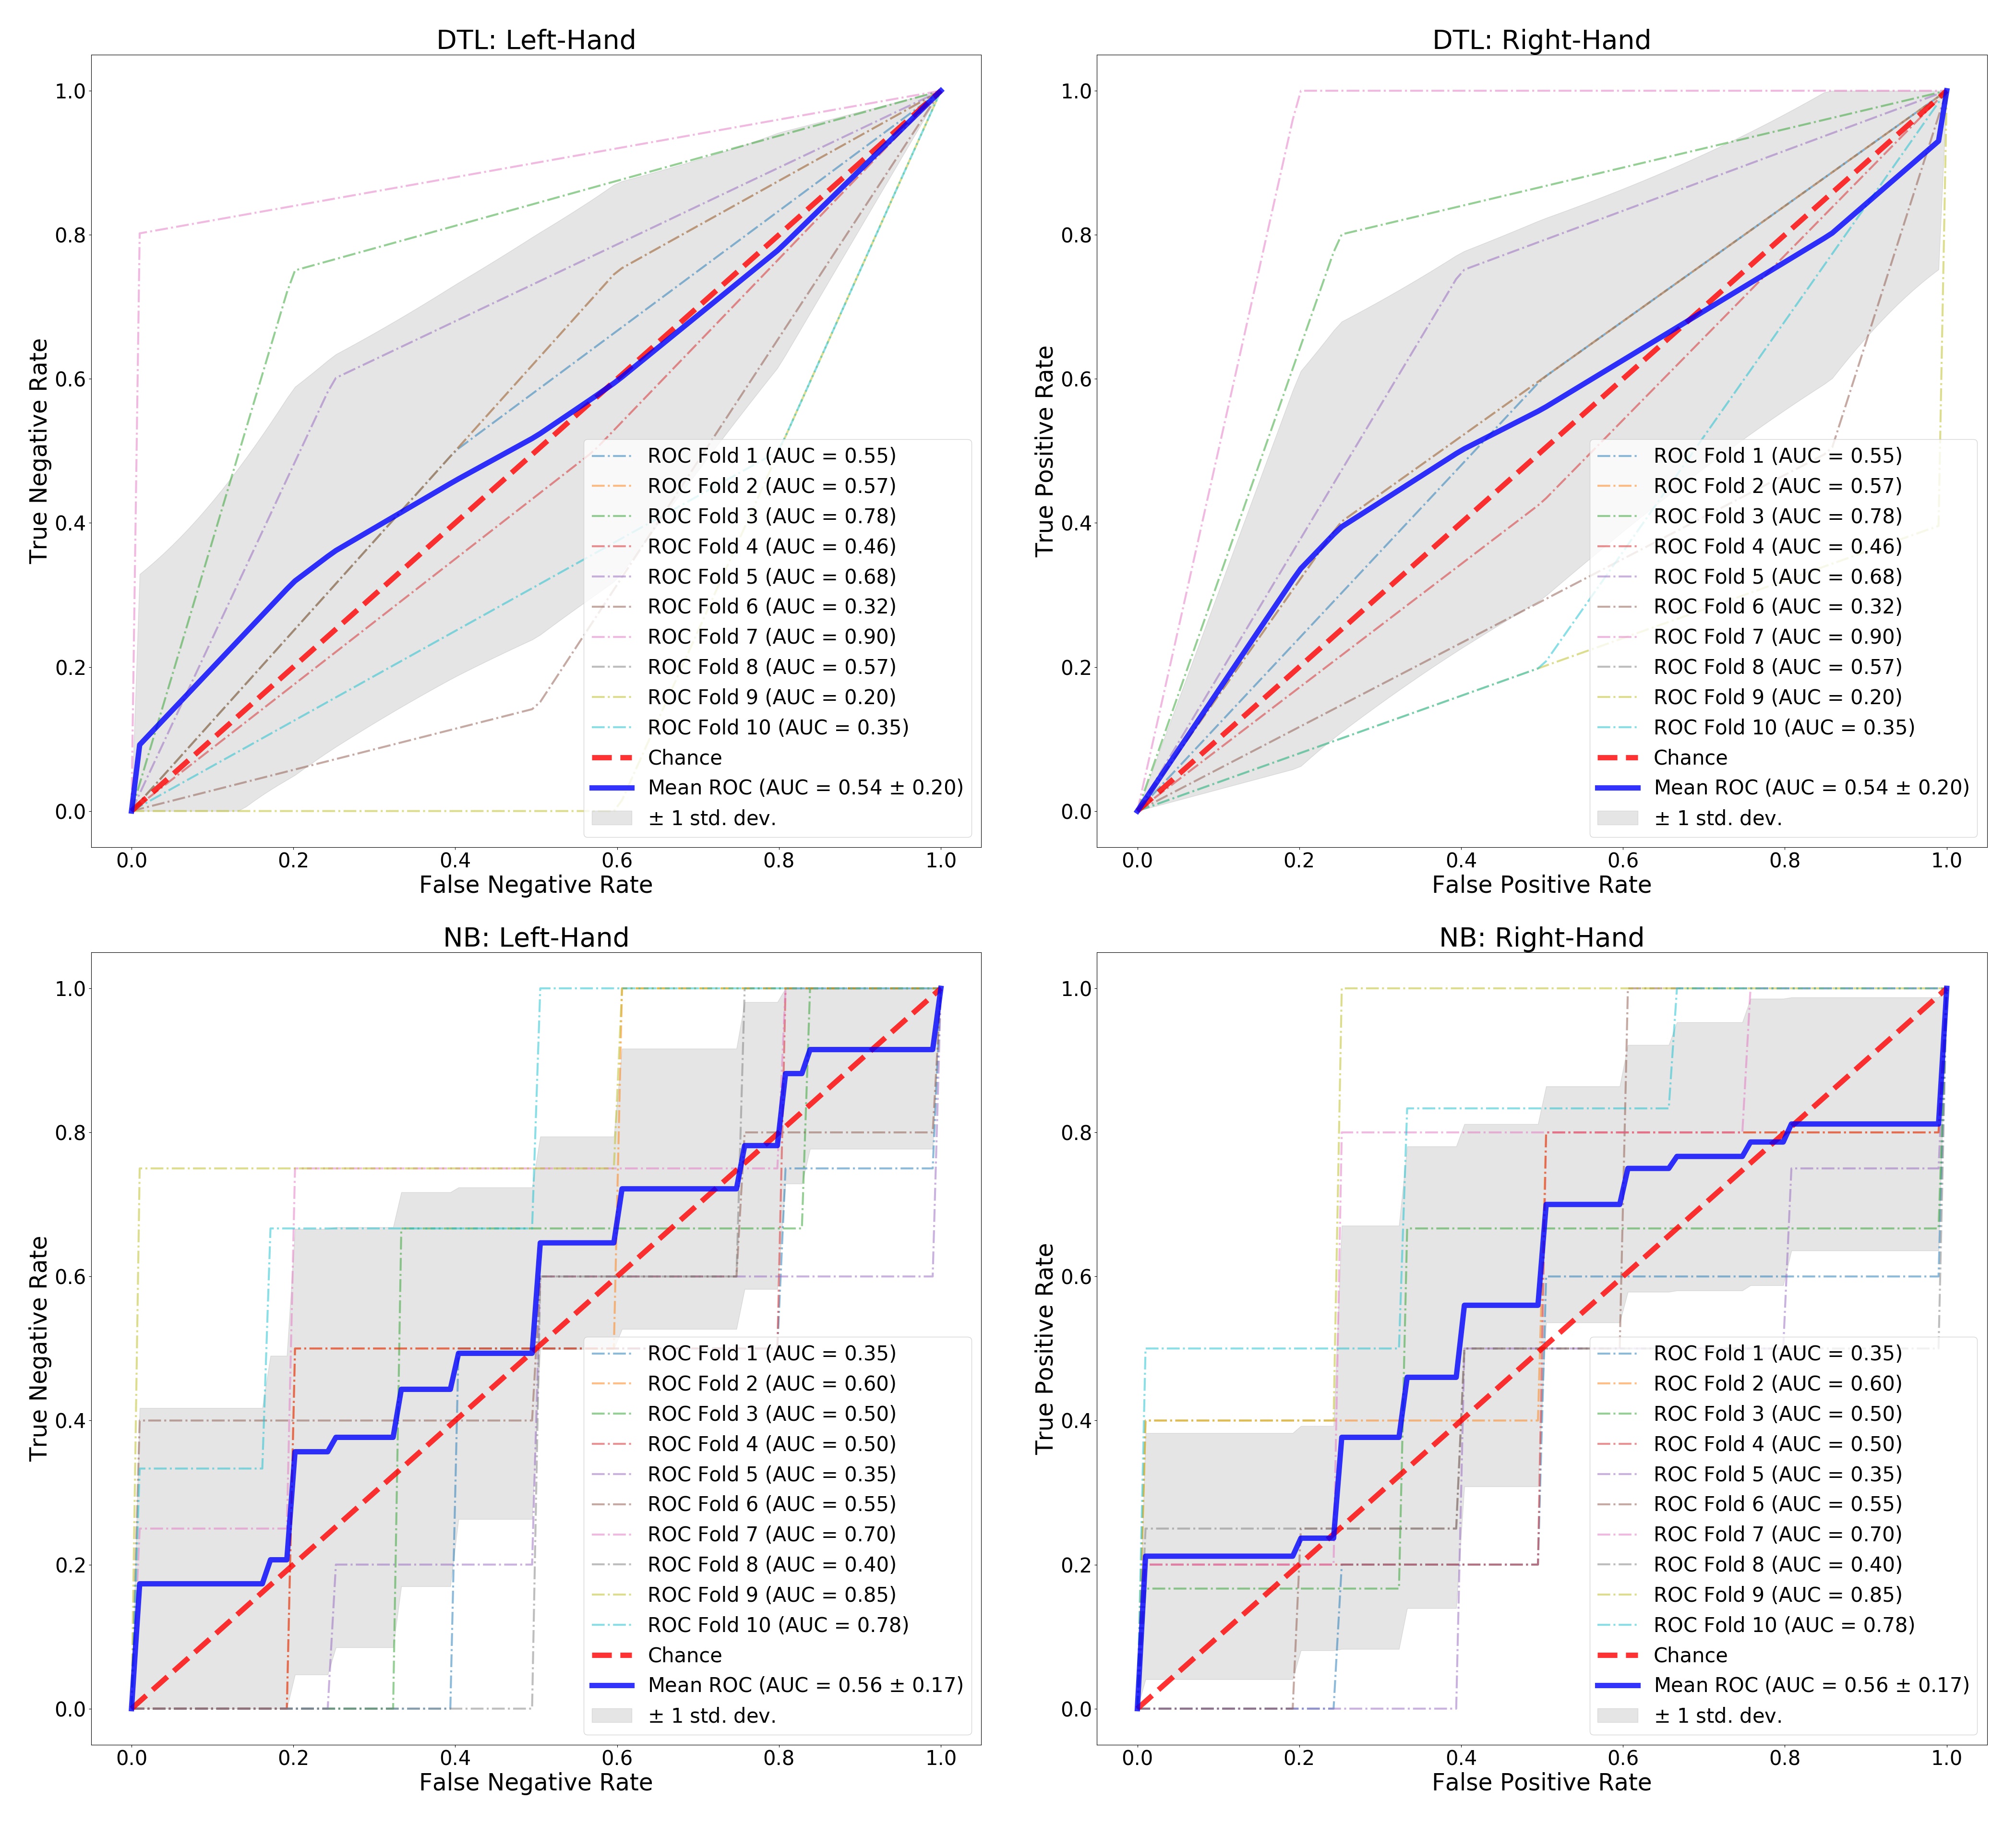 DTL: Left-Hand
True Negative Rate
1.0
0.8
0.6
0.4
0.2
0.0
ROC Fold 1 (AUC = 0.55)
ROC Fold 2 (AUC = 0.57)
ROC Fold 3 (AUC = 0.78)
ROC Fold 4 (AUC = 0.46)
ROC Fold 5 (AUC = 0.68)
ROC Fold 6 (AUC = 0.32)
ROC Fold 7 (AUC = 0.90)
ROC Fold 8 (AUC = 0.57)
ROC Fold 9 (AUC = 0.20)
ROC Fold 10 (AUC = 0.35)
Chance
Mean ROC (AUC = 0.54 ± 0.20)
± 1 std. dev.
0.0 0.2 0.4 0.6 0.8 1.0
False Negative Rate
DTL: Right-Hand
True Positive Rate
1.0
0.8
0.6
0.4
0.2
0.0
ROC Fold 1 (AUC = 0.55)
ROC Fold 2 (AUC = 0.57)
ROC Fold 3 (AUC = 0.78)
ROC Fold 4 (AUC = 0.46)
ROC Fold 5 (AUC = 0.68)
ROC Fold 6 (AUC = 0.32)
ROC Fold 7 (AUC = 0.90)
ROC Fold 8 (AUC = 0.57)
ROC Fold 9 (AUC = 0.20)
ROC Fold 10 (AUC = 0.35)
Chance
Mean ROC (AUC = 0.54 ± 0.20)
± 1 std. dev.
0.0 0.2 0.4 0.6 0.8 1.0
False Positive Rate
NB: Left-Hand
True Negative Rate
1.0
0.8
0.6
0.4
0.2
0.0
ROC Fold 1 (AUC = 0.35)
ROC Fold 2 (AUC = 0.60)
ROC Fold 3 (AUC = 0.50)
ROC Fold 4 (AUC = 0.50)
ROC Fold 5 (AUC = 0.35)
ROC Fold 6 (AUC = 0.55)
ROC Fold 7 (AUC = 0.70)
ROC Fold 8 (AUC = 0.40)
ROC Fold 9 (AUC = 0.85)
ROC Fold 10 (AUC = 0.78)
Chance
Mean ROC (AUC = 0.56 ± 0.17)
± 1 std. dev.
0.0 0.2 0.4 0.6 0.8 1.0
False Negative Rate
NB: Right-Hand
True Positive Rate
1.0
0.8
0.6
0.4
0.2
0.0
ROC Fold 1 (AUC = 0.35)
ROC Fold 2 (AUC = 0.60)
ROC Fold 3 (AUC = 0.50)
ROC Fold 4 (AUC = 0.50)
ROC Fold 5 (AUC = 0.35)
ROC Fold 6 (AUC = 0.55)
ROC Fold 7 (AUC = 0.70)
ROC Fold 8 (AUC = 0.40)
ROC Fold 9 (AUC = 0.85)
ROC Fold 10 (AUC = 0.78)
Chance
Mean ROC (AUC = 0.56 ± 0.17)
± 1 std. dev.
0.0 0.2 0.4 0.6 0.8 1.0
False Positive Rate